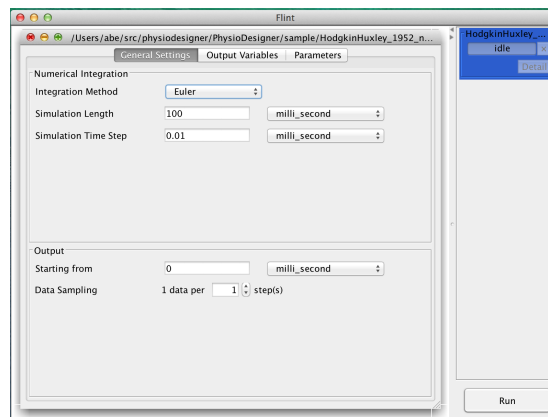 Flint
/Users/abe/src/physiodesigner/PhysioDesigner/sample/HodgkinHuxley_1952_n...
General Settings Output Variables Parameters
Numerical Integration
Integration Method Euler
Simulation Length 100 milli_second
Simulation Time Step 0.01 milli_second
Output
Starting from 0 milli_second
Data Sampling 1 data per 1 step(s)
HodgkinHuxley_...
idle
Detail
Run